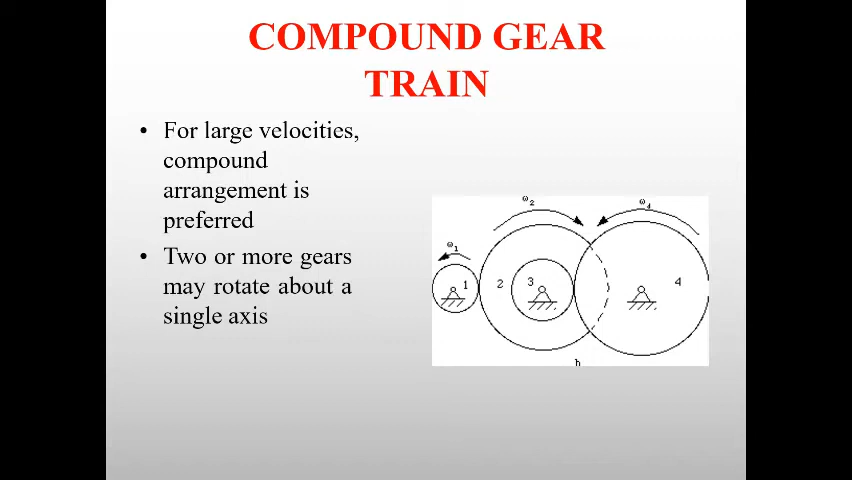 COMPOUND GEAR
TRAIN
• For large velocities,
compound
arrangement is
preferred
• Two or more gears
may rotate about a
single axis
ω1
ω2
ω4
1
2
3
4
b